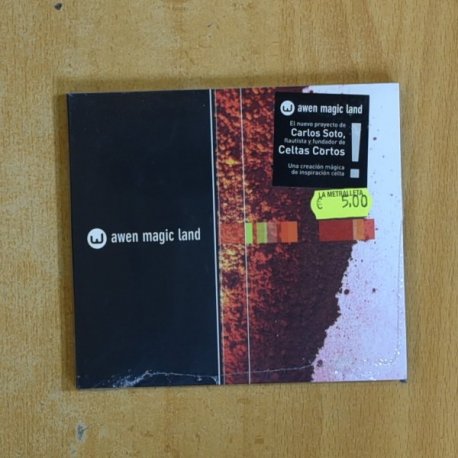 awen magic land
awen magic land
El nuevo proyecto de
Carlos Soto,
flautista y fundador de
Celtas Cortos
!
Una creación mágica
de inspiración celta
LA METRALLETA
€ 5,00